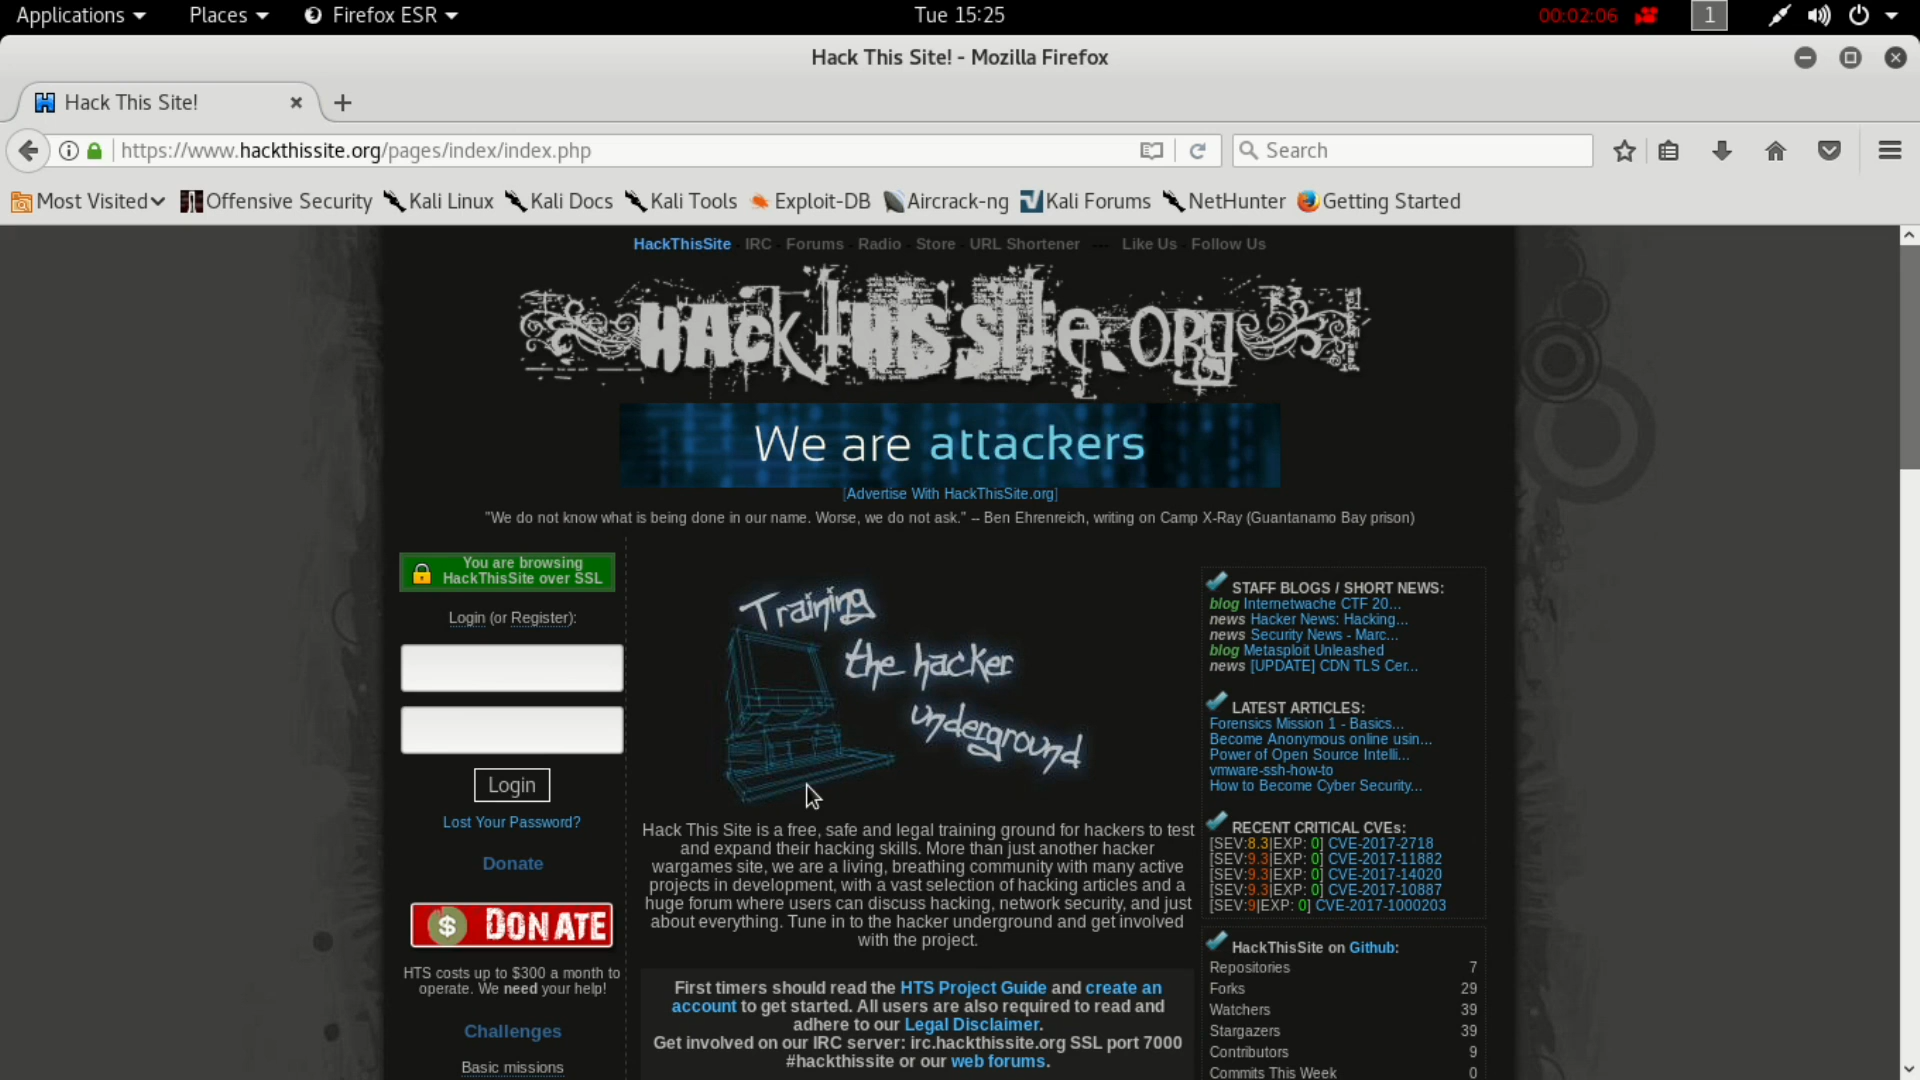 Applications Places Firefox ESR Tue 15:25 00:02:06 1
Hack This Site! - Mozilla Firefox
Hack This Site!
https://www.hackthissite.org/pages/index/index.php Search
Most Visited Offensive Security Kali Linux Kali Docs Kali Tools Exploit-DB Aircrack-ng Kali Forums NetHunter Getting Started
HackThisSite - IRC - Forums - Radio - Store - URL Shortener --- Like Us - Follow Us
HackThisSite.org
We are attackers
[Advertise With HackThisSite.org]
"We do not know what is being done in our name. Worse, we do not ask." -- Ben Ehrenreich, writing on Camp X-Ray (Guantanamo Bay prison)
You are browsing
HackThisSite over SSL
Login (or Register):
Login
Lost Your Password?
Donate
$ DONATE
HTS costs up to $300 a month to
operate. We need your help!
Challenges
Basic missions
Training
the hacker
underground
Hack This Site is a free, safe and legal training ground for hackers to test
and expand their hacking skills. More than just another hacker
wargames site, we are a living, breathing community with many active
projects in development, with a vast selection of hacking articles and a
huge forum where users can discuss hacking, network security, and just
about everything. Tune in to the hacker underground and get involved
with the project.
First timers should read the HTS Project Guide and create an
account to get started. All users are also required to read and
adhere to our Legal Disclaimer.
Get involved on our IRC server: irc.hackthissite.org SSL port 7000
#hackthissite or our web forums.
STAFF BLOGS / SHORT NEWS:
blog Internetwache CTF 20...
news Hacker News: Hacking...
news Security News - Marc...
blog Metasploit Unleashed
news [UPDATE] CDN TLS Cer...
LATEST ARTICLES:
Forensics Mission 1 - Basics...
Become Anonymous online usin...
Power of Open Source Intelli...
vmware-ssh-how-to
How to Become Cyber Security...
RECENT CRITICAL CVEs:
[SEV:8.3|EXP: 0] CVE-2017-2718
[SEV:9.3|EXP: 0] CVE-2017-11882
[SEV:9.3|EXP: 0] CVE-2017-14020
[SEV:9.3|EXP: 0] CVE-2017-10887
[SEV:9|EXP: 0] CVE-2017-1000203
HackThisSite on Github:
Repositories 7
Forks 29
Watchers 39
Stargazers 39
Contributors 9
Commits This Week 0